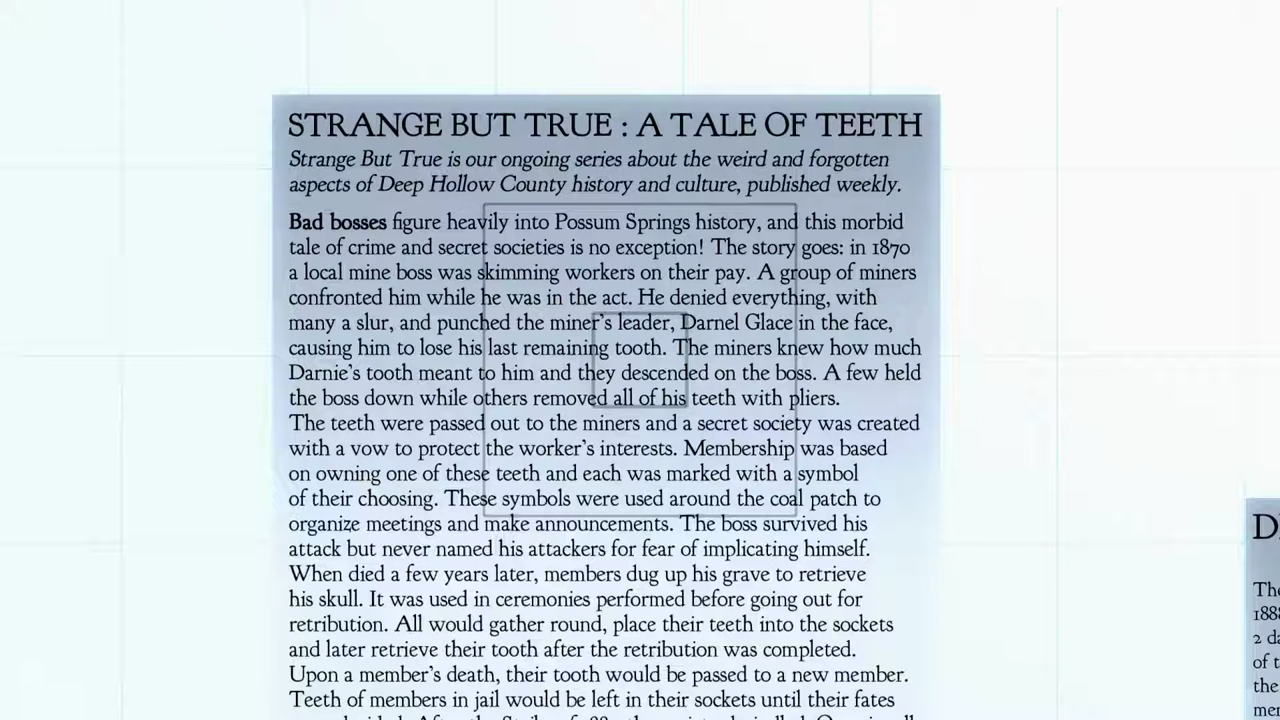 STRANGE BUT TRUE : A TALE OF TEETH
Strange But True is our ongoing series about the weird and forgotten
aspects of Deep Hollow County history and culture, published weekly.
Bad bosses figure heavily into Possum Springs history, and this morbid
tale of crime and secret societies is no exception! The story goes: in 1870
a local mine boss was skimming workers on their pay. A group of miners
confronted him while he was in the act. He denied everything, with
many a slur, and punched the miner's leader, Darnel Glace in the face,
causing him to lose his last remaining tooth. The miners knew how much
Darnie's tooth meant to him and they descended on the boss. A few held
the boss down while others removed all of his teeth with pliers.
The teeth were passed out to the miners and a secret society was created
with a vow to protect the worker's interests. Membership was based
on owning one of these teeth and each was marked with a symbol
of their choosing. These symbols were used around the coal patch to
organize meetings and make announcements. The boss survived his
attack but never named his attackers for fear of implicating himself.
When died a few years later, members dug up his grave to retrieve
his skull. It was used in ceremonies performed before going out for
retribution. All would gather round, place their teeth into the sockets
and later retrieve their tooth after the retribution was completed.
Upon a member's death, their tooth would be passed to a new member.
Teeth of members in jail would be left in their sockets until their fates
The
188
2 da
of t
the